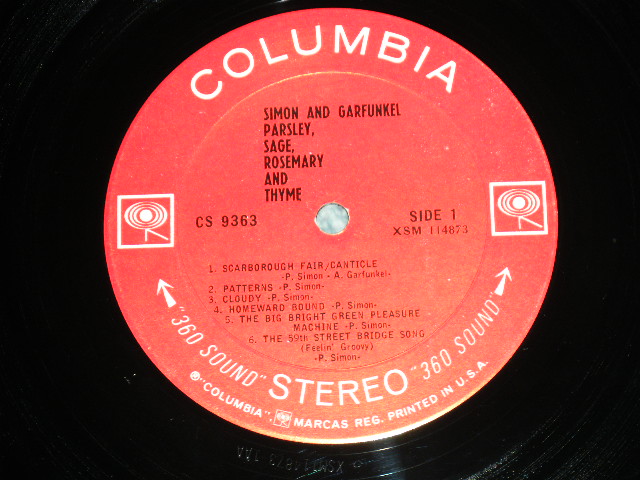 COLUMBIA
SIMON AND GARFUNKEL
PARSLEY,
SAGE,
ROSEMARY
AND
THYME
CS 9363
SIDE 1
XSM 114873
1. SCARBOROUGH FAIR/CANTICLE
-P. Simon - A. Garfunkel-
2. PATTERNS -P. Simon-
3. CLOUDY -P. Simon-
4. HOMEWARD BOUND -P. Simon-
5. THE BIG BRIGHT GREEN PLEASURE
MACHINE -P. Simon-
6. THE 59th STREET BRIDGE SONG
(Feelin' Groovy)
-P. Simon-
"360 SOUND" STEREO "360 SOUND"
℗"COLUMBIA", MARCAS REG. PRINTED IN U.S.A.